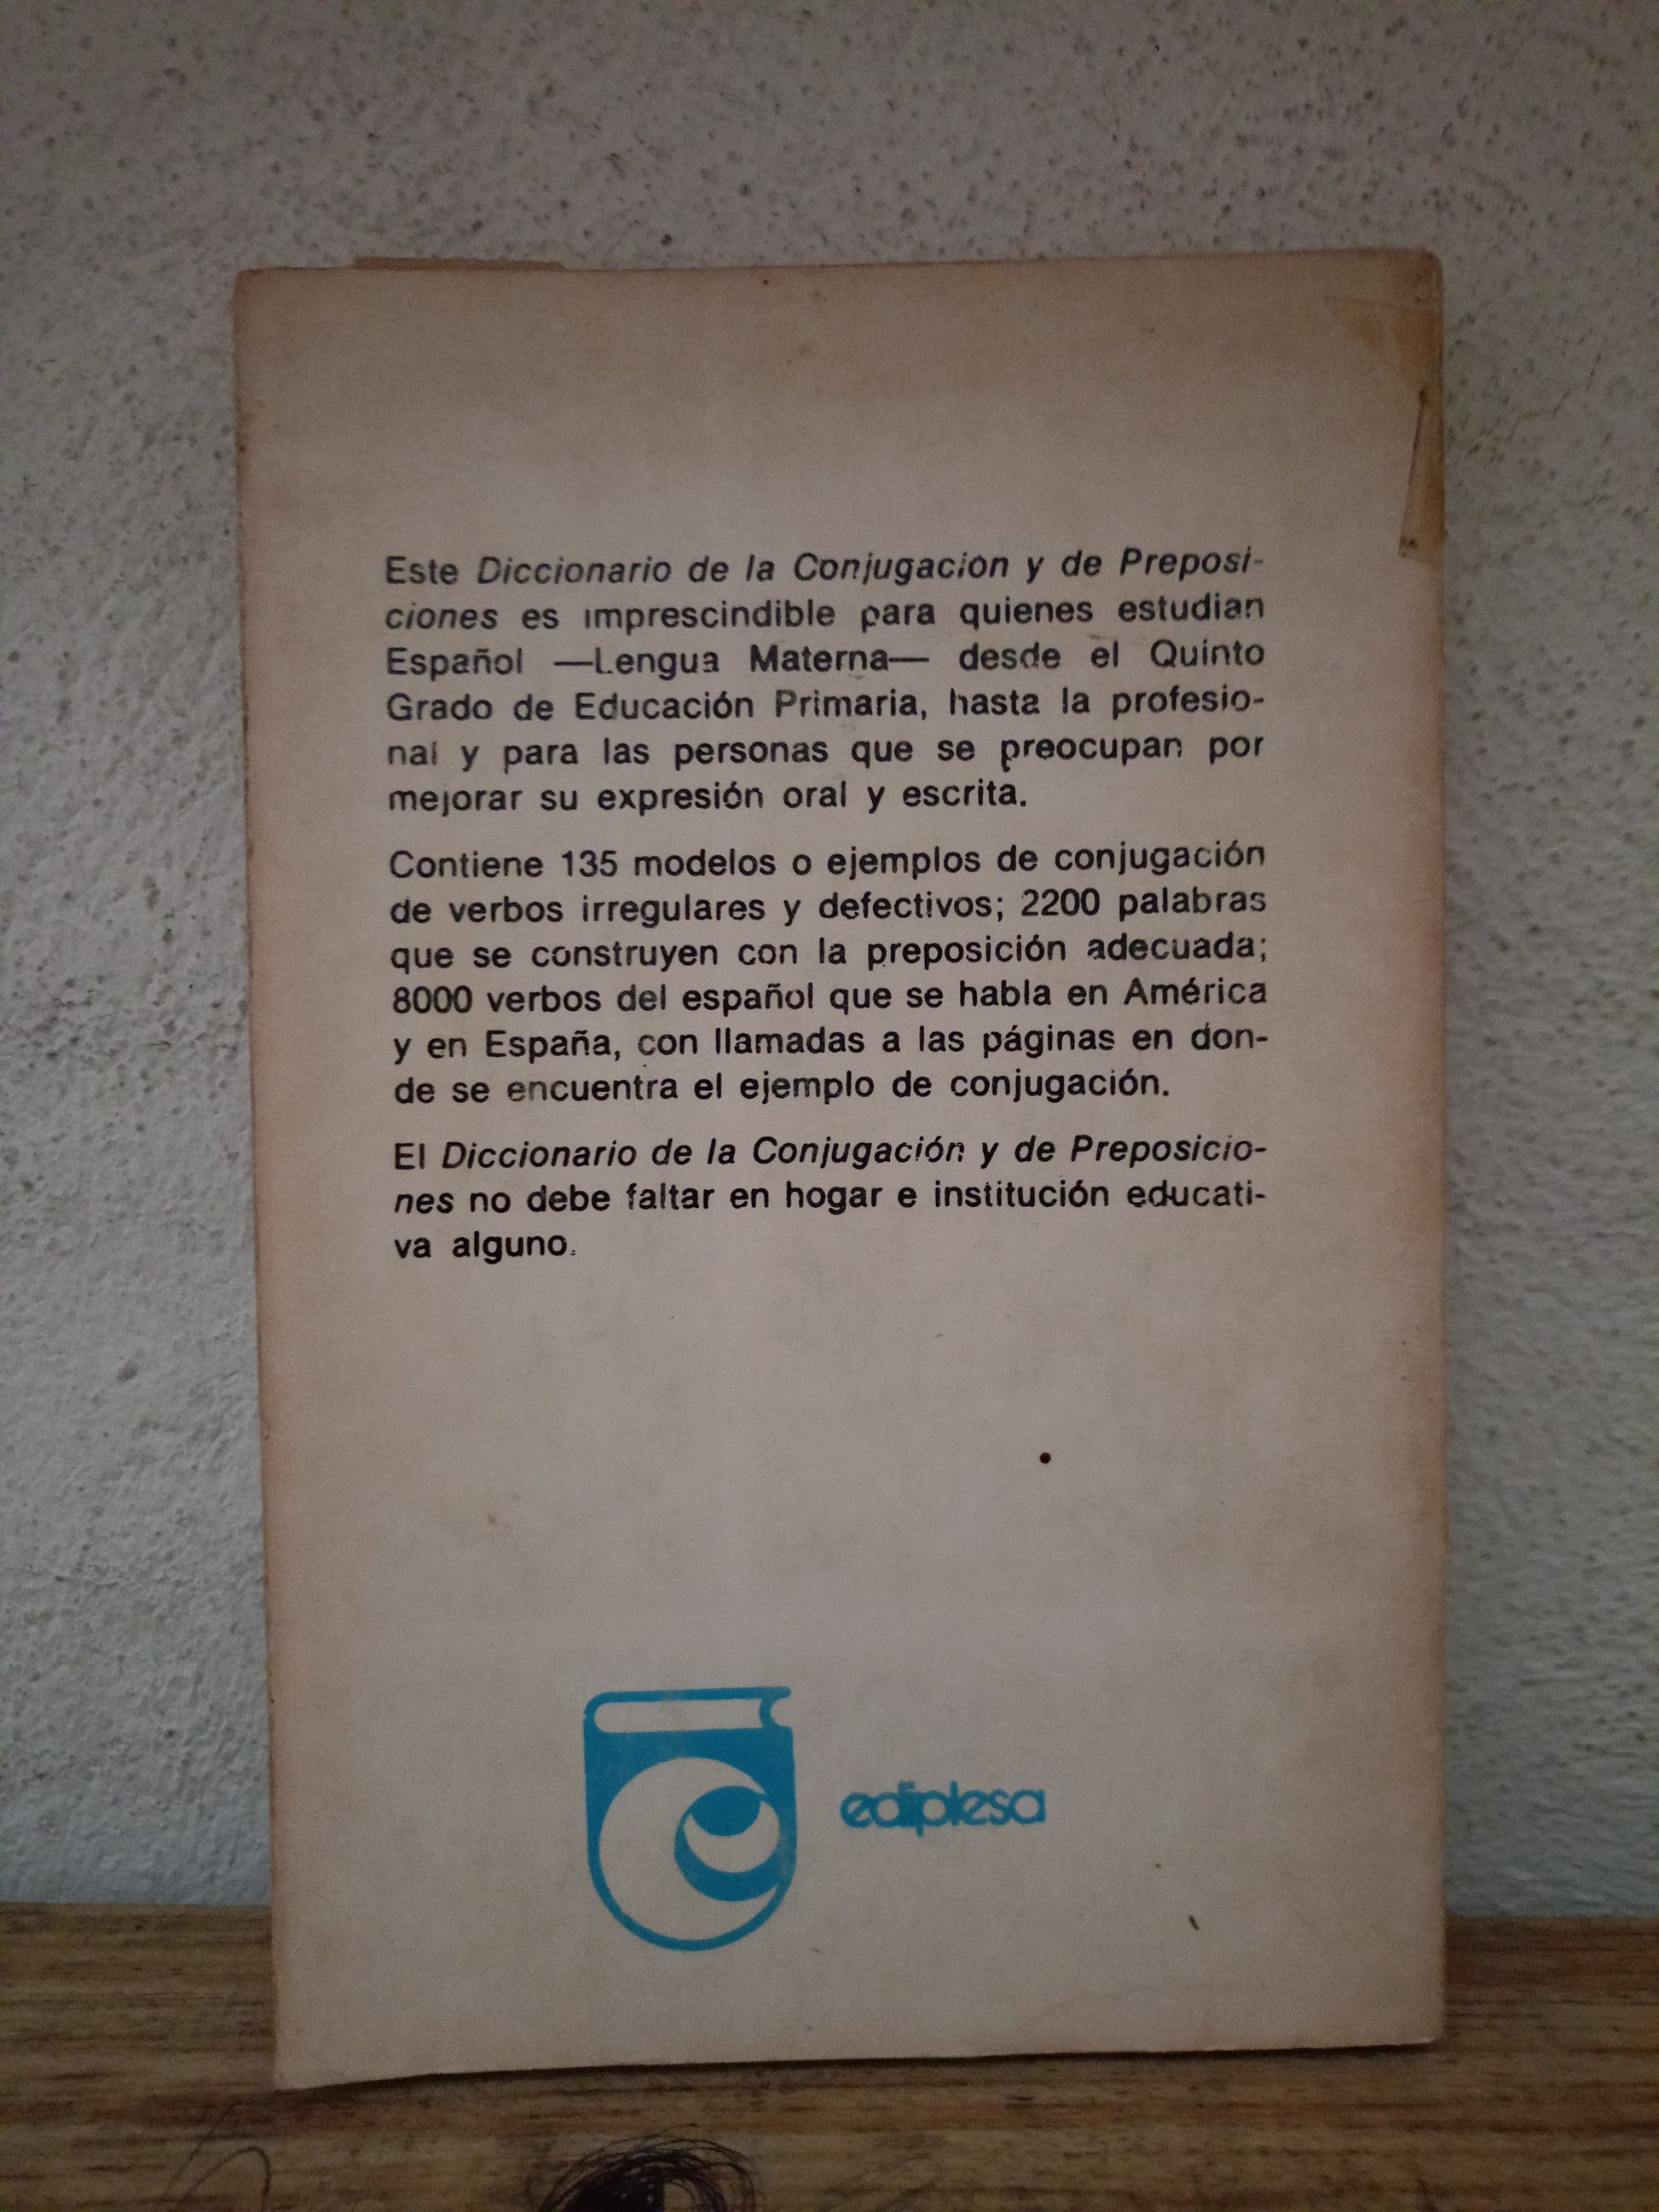 Este Diccionario de la Conjugación y de Preposi-
ciones es imprescindible para quienes estudian
Español —Lengua Materna— desde el Quinto
Grado de Educación Primaria, hasta la profesio-
nal y para las personas que se preocupan por
mejorar su expresión oral y escrita.
Contiene 135 modelos o ejemplos de conjugación
de verbos irregulares y defectivos; 2200 palabras
que se construyen con la preposición adecuada;
8000 verbos del español que se habla en América
y en España, con llamadas a las páginas en don-
de se encuentra el ejemplo de conjugación.
El Diccionario de la Conjugación y de Preposicio-
nes no debe faltar en hogar e institución educati-
va alguno.
ediplesa